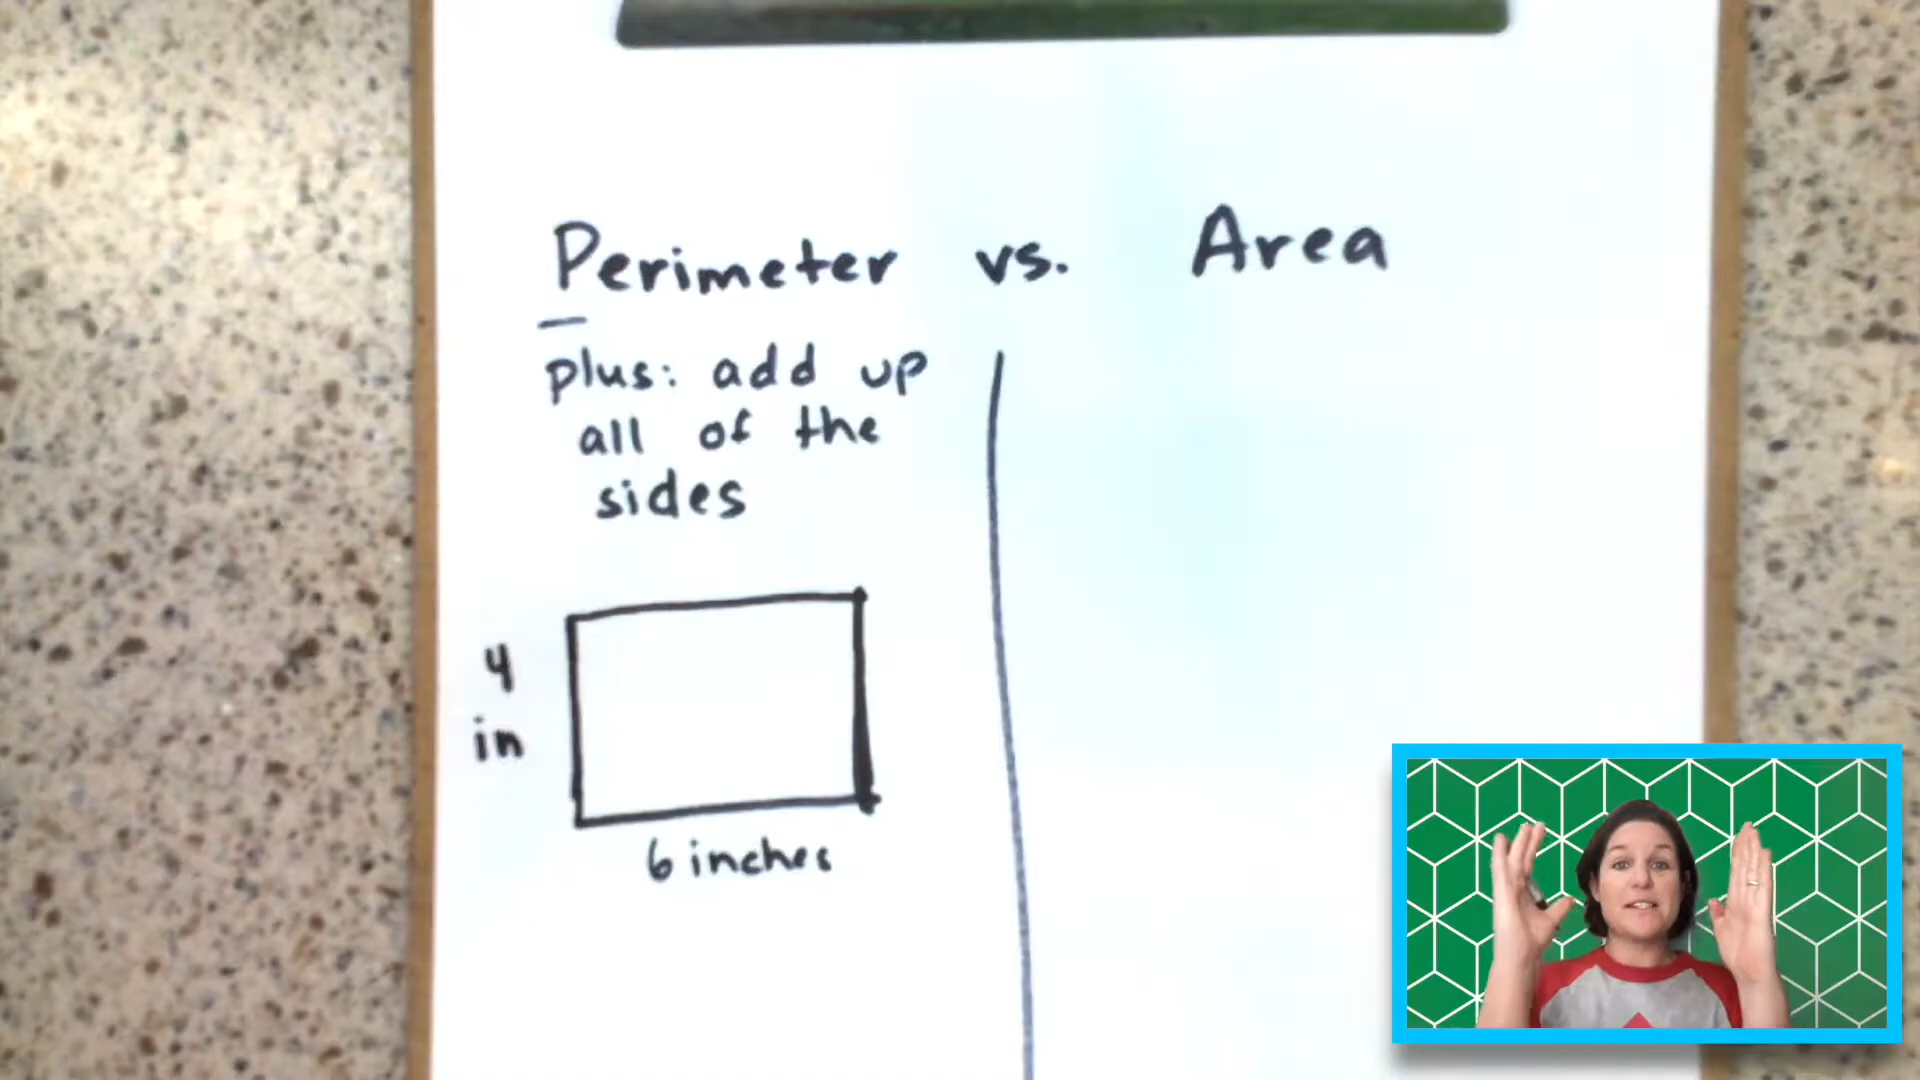 Perimeter vs. Area
plus: add up
all of the
sides
4
in
6 inches